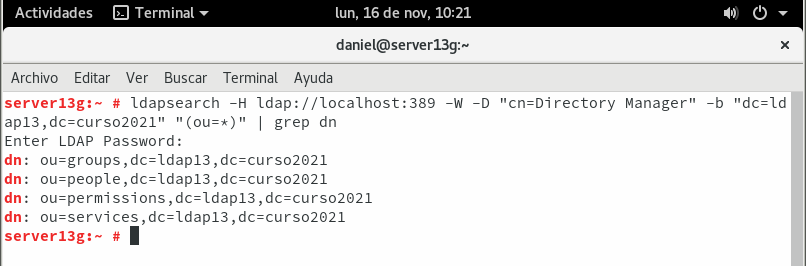 Actividades Terminal lun, 16 de nov, 10:21
daniel@server13g:~ ×
Archivo Editar Ver Buscar Terminal Ayuda
server13g:~ # ldapsearch -H ldap://localhost:389 -W -D "cn=Directory Manager" -b "dc=ld
ap13,dc=curso2021" "(ou=*)" | grep dn
Enter LDAP Password:
dn: ou=groups,dc=ldap13,dc=curso2021
dn: ou=people,dc=ldap13,dc=curso2021
dn: ou=permissions,dc=ldap13,dc=curso2021
dn: ou=services,dc=ldap13,dc=curso2021
server13g:~ #